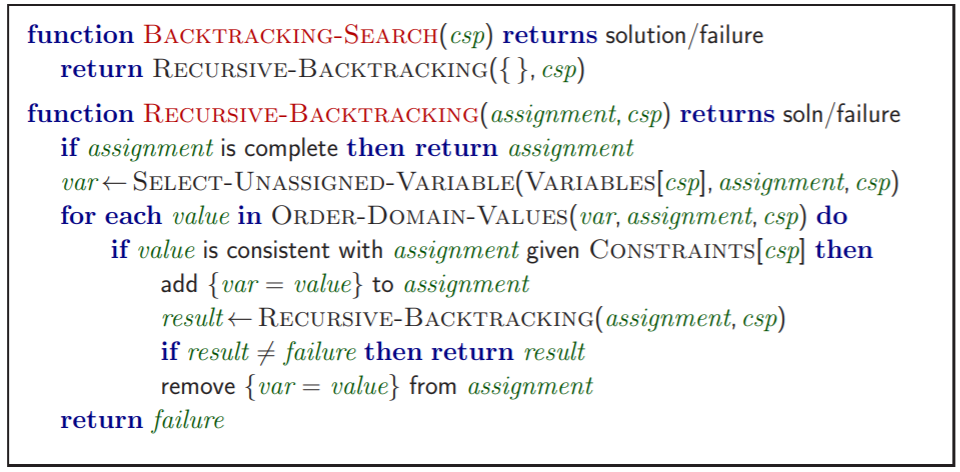 function BACKTRACKING-SEARCH(csp) returns solution/failure
return RECURSIVE-BACKTRACKING({ }, csp)
function RECURSIVE-BACKTRACKING(assignment, csp) returns soln/failure
if assignment is complete then return assignment
var ← SELECT-UNASSIGNED-VARIABLE(VARIABLES[csp], assignment, csp)
for each value in ORDER-DOMAIN-VALUES(var, assignment, csp) do
if value is consistent with assignment given CONSTRAINTS[csp] then
add {var = value} to assignment
result ← RECURSIVE-BACKTRACKING(assignment, csp)
if result ≠ failure then return result
remove {var = value} from assignment
return failure